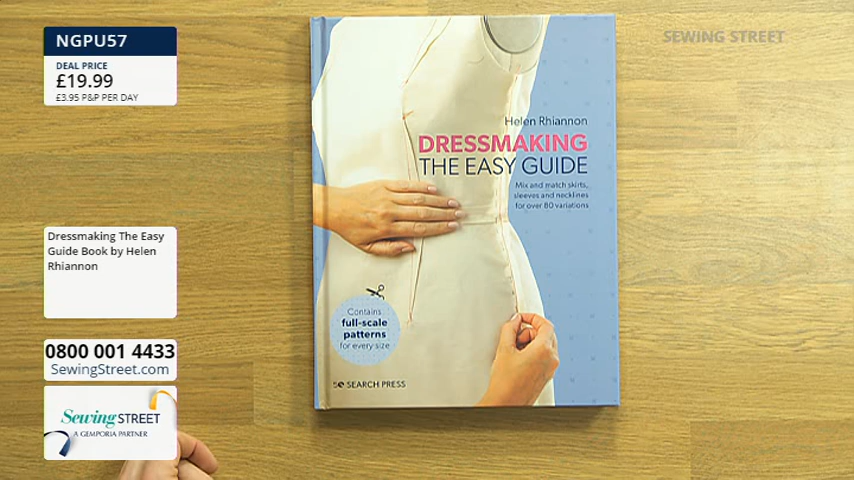 NGPU57
DEAL PRICE
£19.99
£3.95 P&P PER DAY
SEWING STREET
Helen Rhiannon
DRESSMAKING
THE EASY GUIDE
Mix and match skirts,
sleeves and necklines
for over 80 variations
Dressmaking The Easy
Guide Book by Helen
Rhiannon
Contains
full-scale
patterns
for every size
SEARCH PRESS
0800 001 4433
SewingStreet.com
Sewing STREET
A GEMPORIA PARTNER